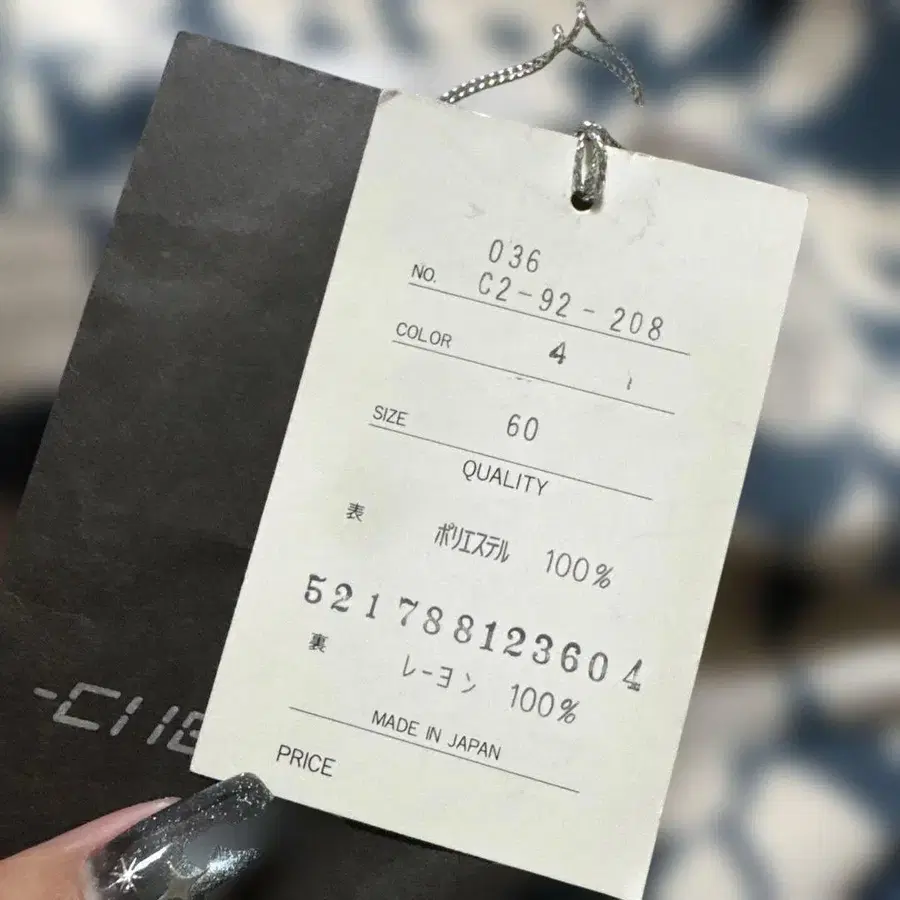 036
NO. C2-92-208
COLOR 4
SIZE 60
QUALITY
表 ポリエステル 100%
521788123604
裏 レーヨン 100%
MADE IN JAPAN
PRICE